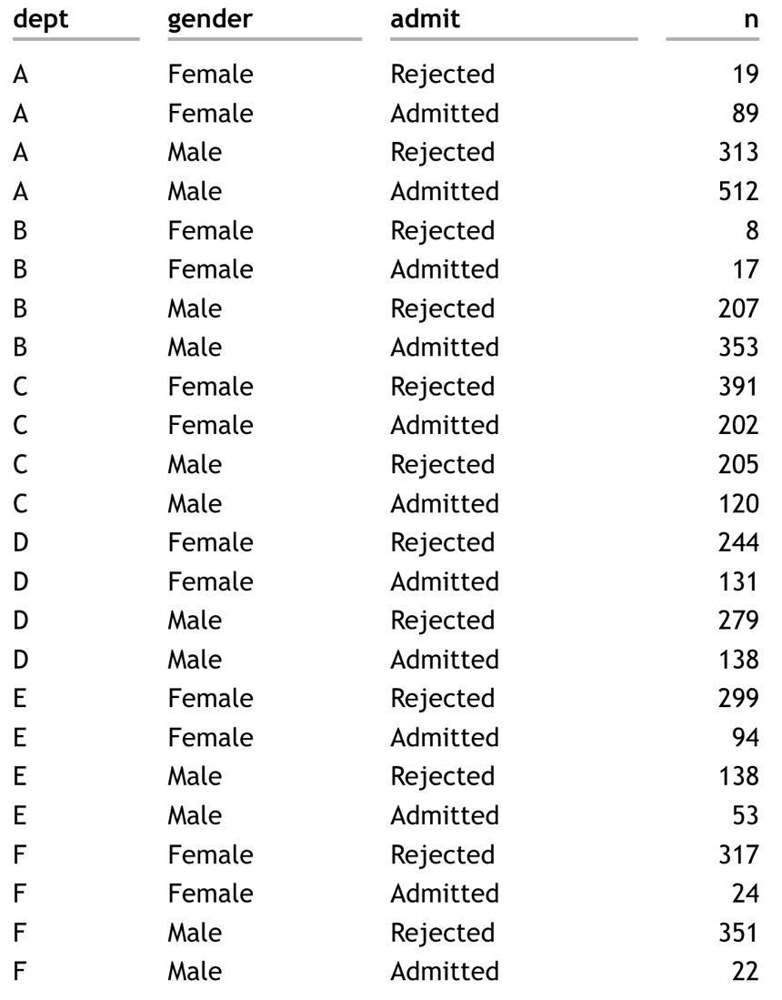 dept gender admit n
A Female Rejected 19
A Female Admitted 89
A Male Rejected 313
A Male Admitted 512
B Female Rejected 8
B Female Admitted 17
B Male Rejected 207
B Male Admitted 353
C Female Rejected 391
C Female Admitted 202
C Male Rejected 205
C Male Admitted 120
D Female Rejected 244
D Female Admitted 131
D Male Rejected 279
D Male Admitted 138
E Female Rejected 299
E Female Admitted 94
E Male Rejected 138
E Male Admitted 53
F Female Rejected 317
F Female Admitted 24
F Male Rejected 351
F Male Admitted 22